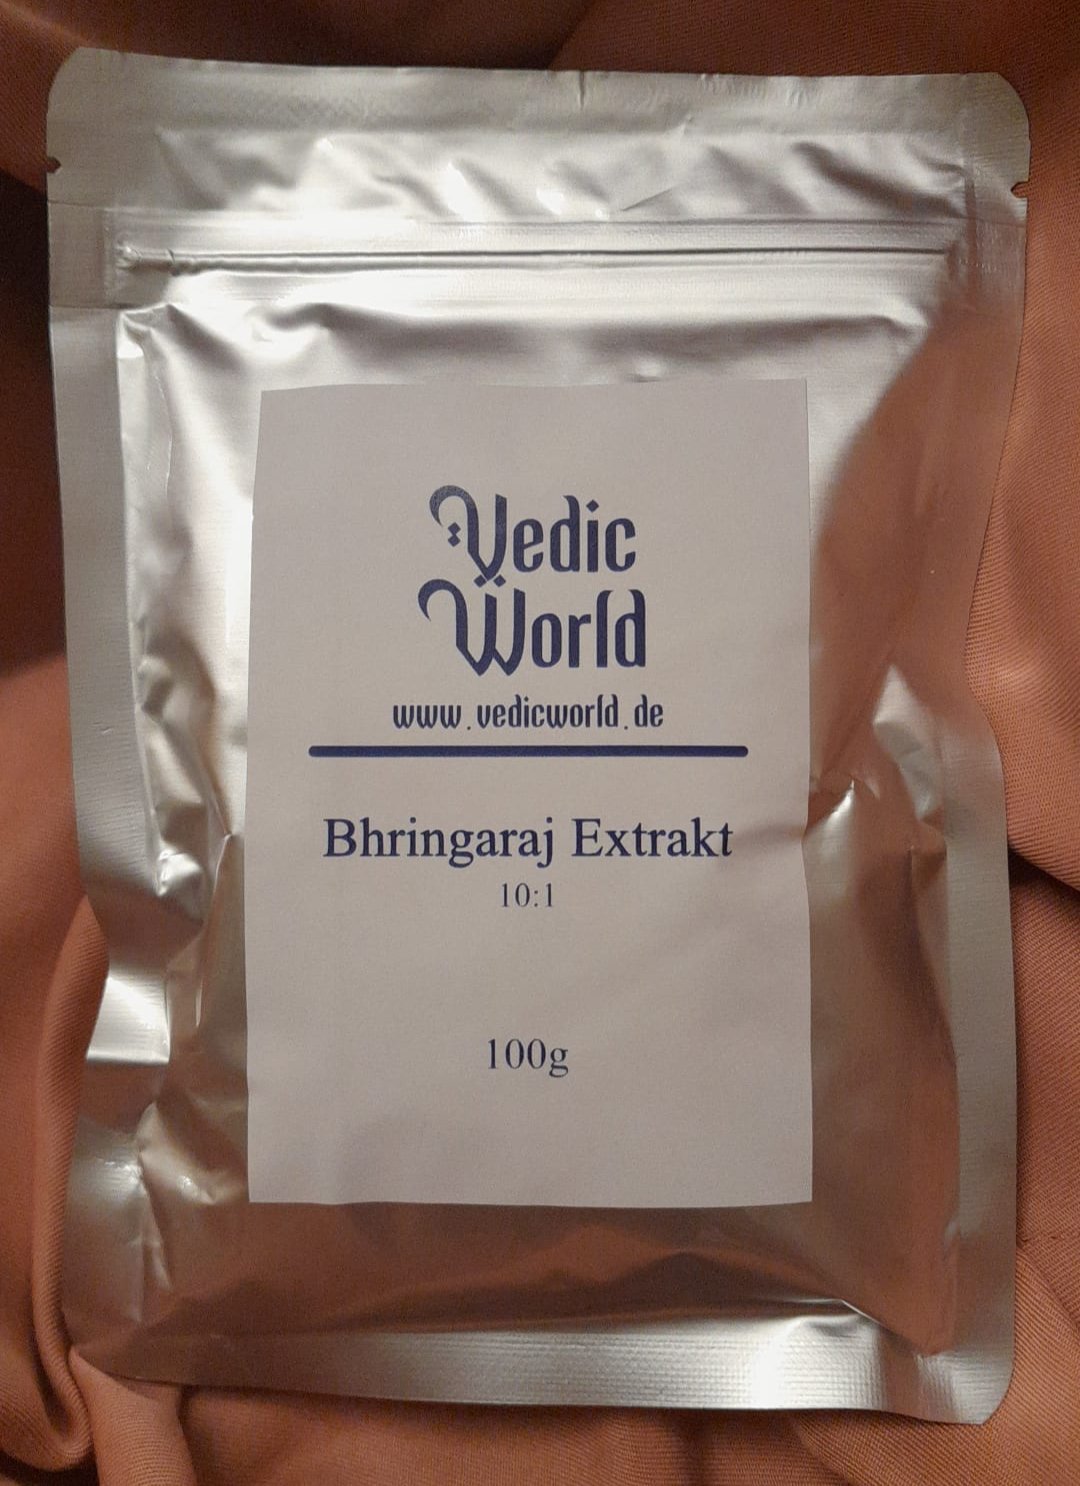 Vedic
World
www.vedicworld.de
Bhringaraj Extrakt
10:1
100g